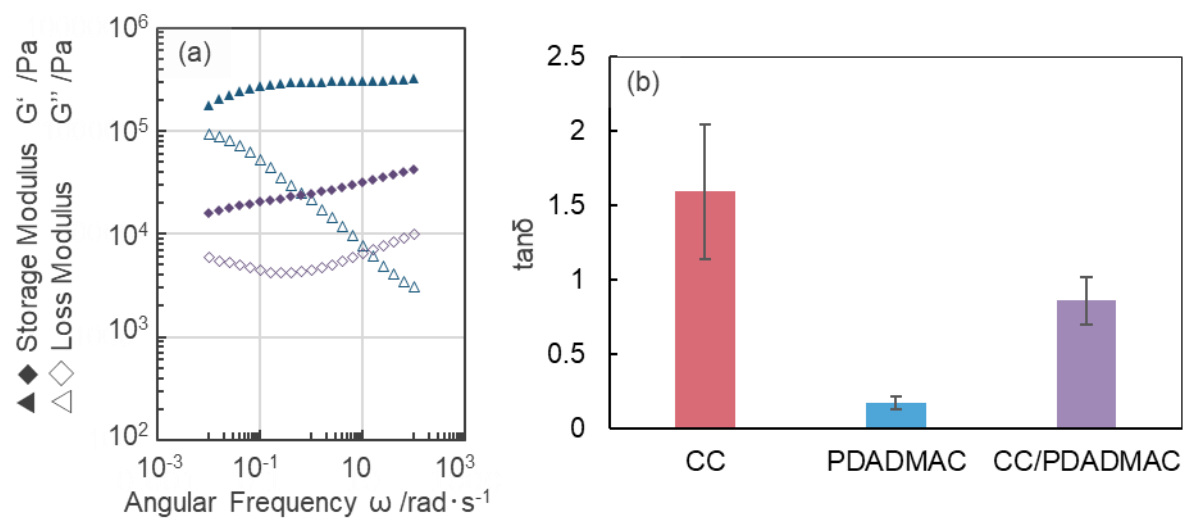 (a)
10⁶
10⁵
10⁴
10³
10²
10⁻³
10⁻¹
10
10³
Angular Frequency ω /rad·s⁻¹
▲ ◆ Storage Modulus G‘ /Pa
△ ◇ Loss Modulus G’’ /Pa
(b)
2.5
2
1.5
1
0.5
0
tanδ
CC
PDADMAC
CC/PDADMAC